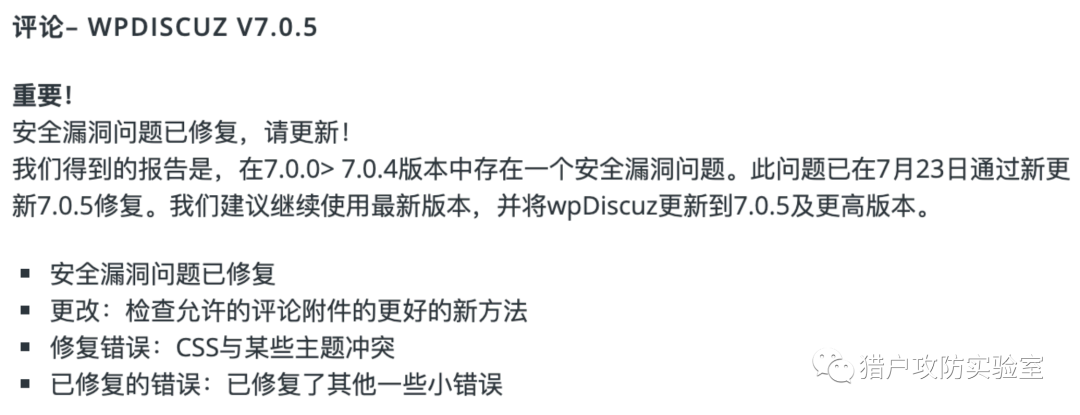 评论– WPDISCUZ V7.0.5
重要！
安全漏洞问题已修复，请更新！
我们得到的报告是，在7.0.0> 7.0.4版本中存在一个安全漏洞问题。此问题已在7月23日通过新更
新7.0.5修复。我们建议继续使用最新版本，并将wpDiscuz更新到7.0.5及更高版本。
▪ 安全漏洞问题已修复
▪ 更改：检查允许的评论附件的更好的新方法
▪ 修复错误：CSS与某些主题冲突
▪ 已修复的错误：已修复了其他一些小错误
猎户攻防实验室